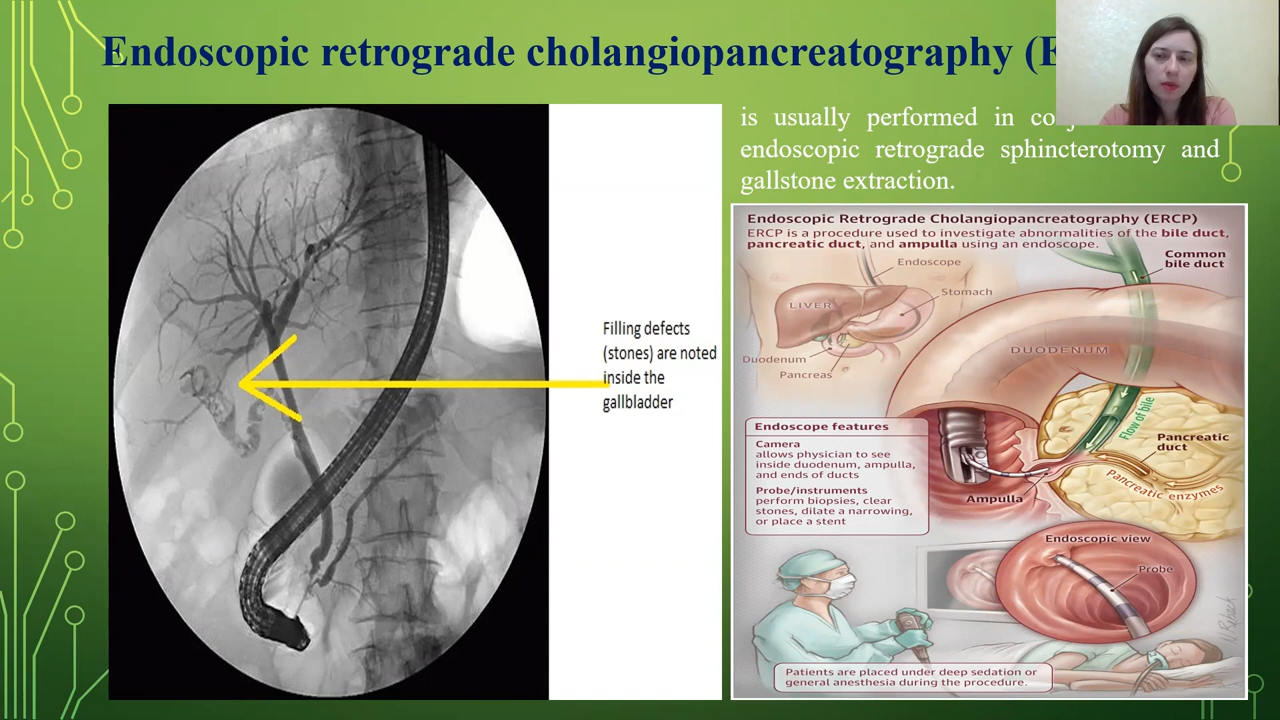 Endoscopic retrograde cholangiopancreatography (E
is usually performed in
endoscopic retrograde sphincterotomy and
gallstone extraction.
Filling defects
(stones) are noted
inside the
gallbladder
Endoscopic Retrograde Cholangiopancreatography (ERCP)
ERCP is a procedure used to investigate abnormalities of the bile duct,
pancreatic duct, and ampulla using an endoscope.
Common
bile duct
Endoscope
Stomach
LIVER
Duodenum
Pancreas
DUODENUM
Flow of bile
Pancreatic
duct
Pancreatic enzymes
Ampulla
Endoscope features
Camera
allows physician to see
inside duodenum, ampulla,
and ends of ducts
Probe/instruments
perform biopsies, clear
stones, dilate a narrowing,
or place a stent
Endoscopic view
Probe
Patients are placed under deep sedation or
general anesthesia during the procedure.